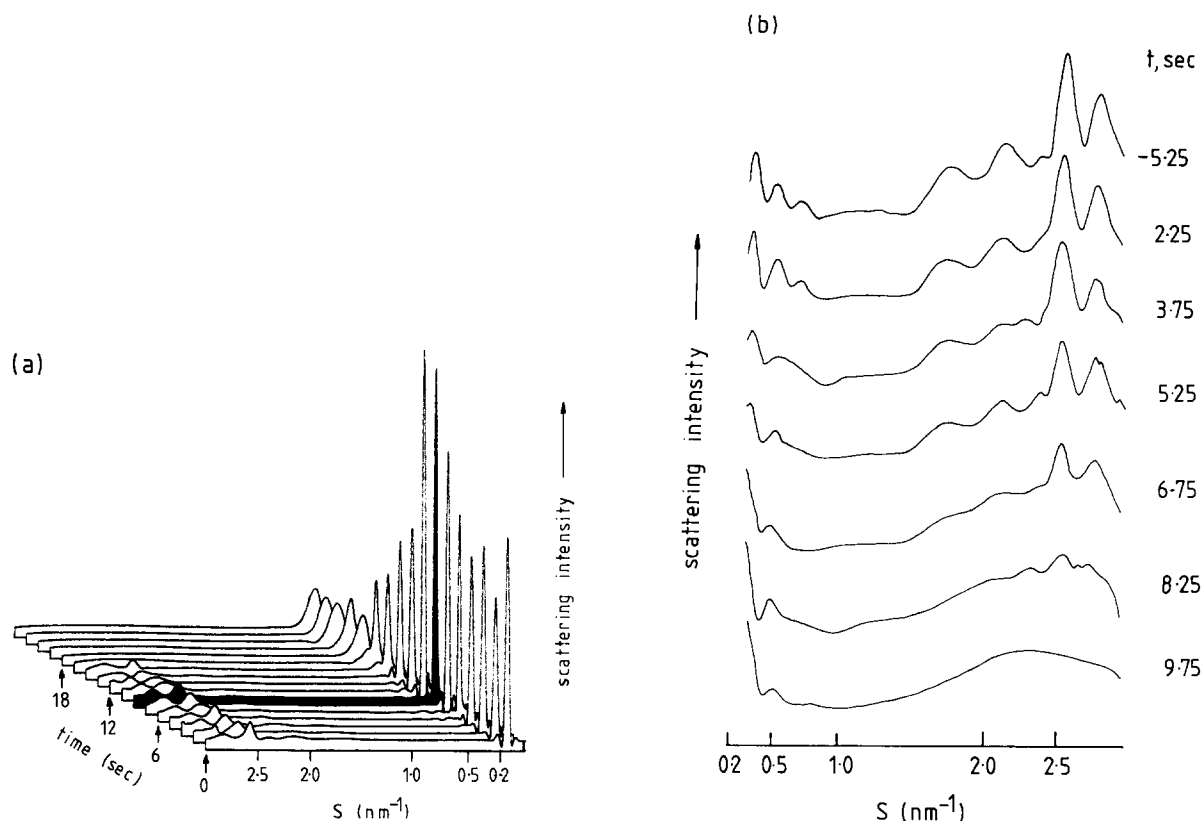 (a)
scattering intensity
18
12
6
0
time (sec)
2·5
2·0
1·0
0·5
0·2
S (nm⁻¹)
(b)
t, sec
-5·25
2·25
3·75
5·25
6·75
8·25
9·75
scattering intensity
0·2
0·5
1·0
2·0
2·5
S (nm⁻¹)